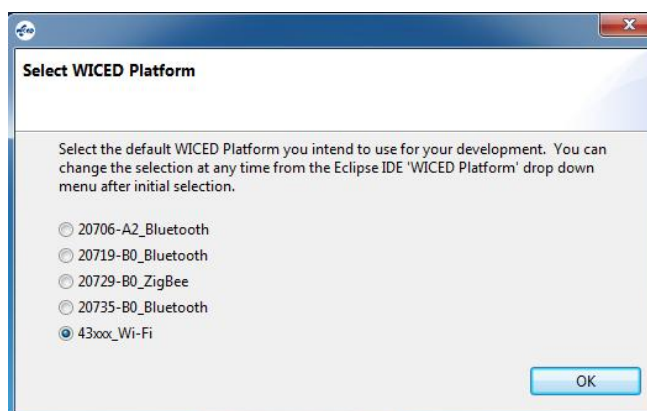 Select WICED Platform
Select the default WICED Platform you intend to use for your development. You can
change the selection at any time from the Eclipse IDE 'WICED Platform' drop down
menu after initial selection.
20706-A2_Bluetooth
20719-B0_Bluetooth
20729-B0_ZigBee
20735-B0_Bluetooth
43xxx_Wi-Fi
OK